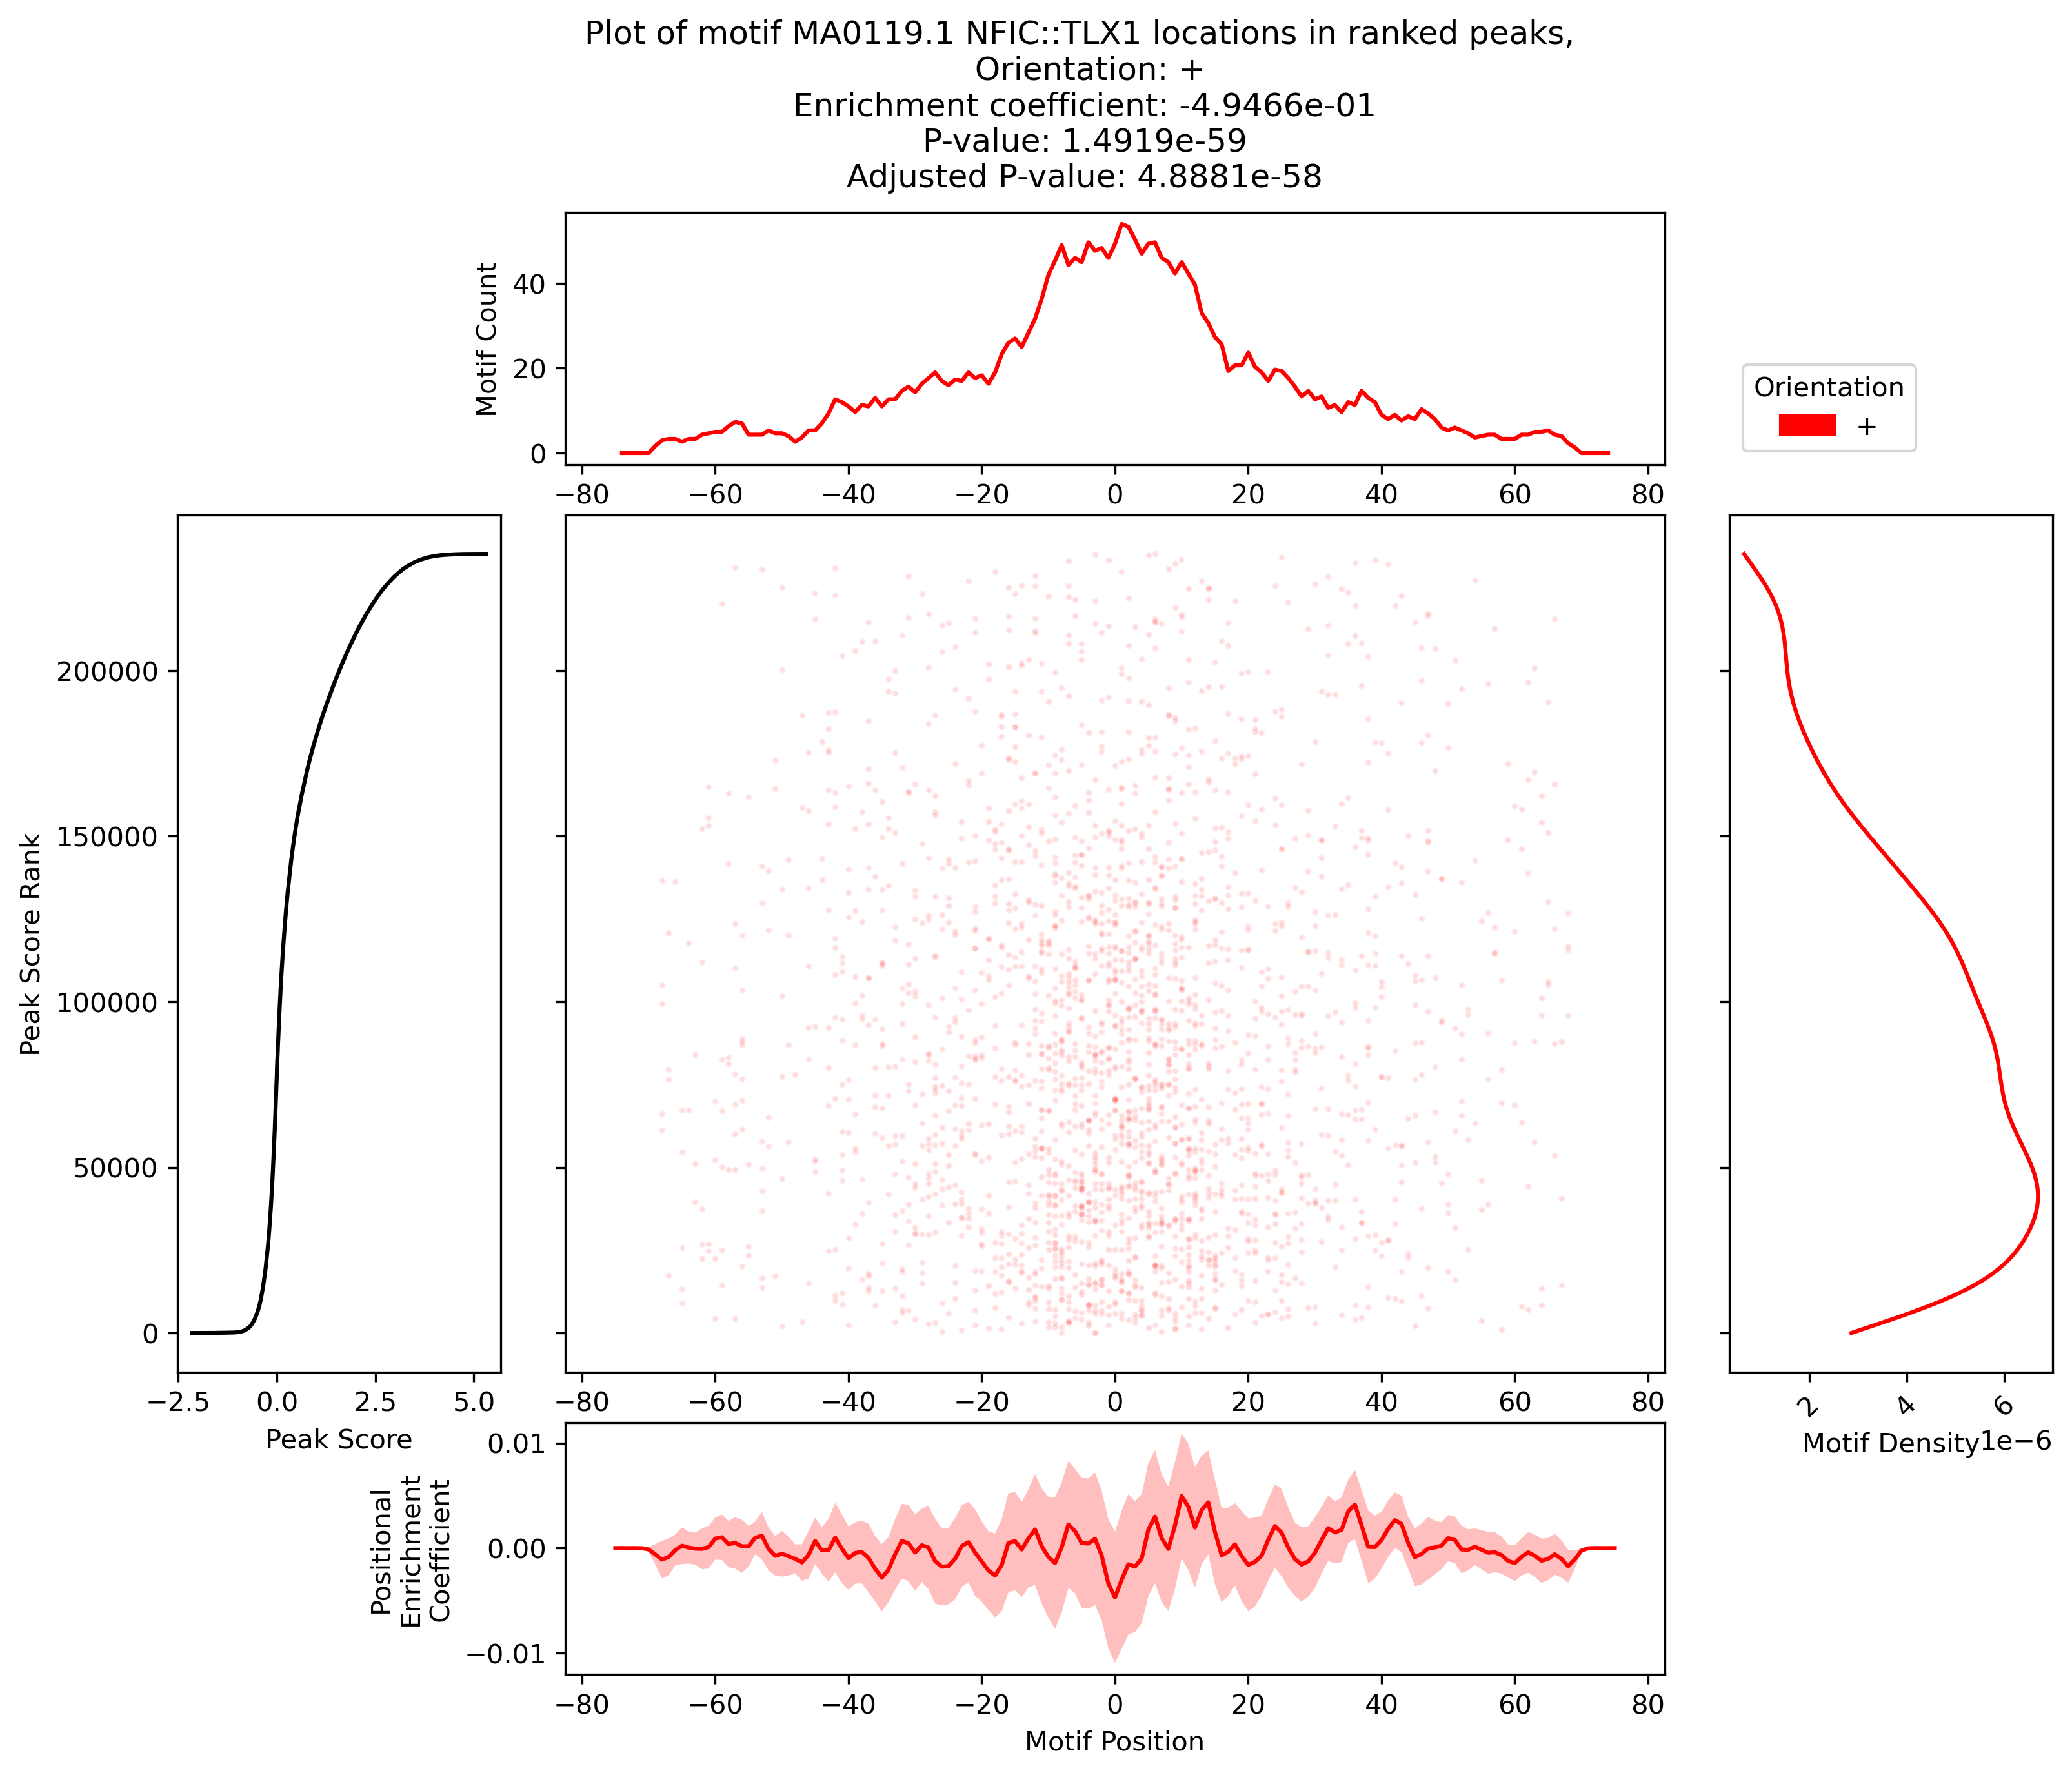 Plot of motif MA0119.1 NFIC::TLX1 locations in ranked peaks,
Orientation: +
Enrichment coefficient: -4.9466e-01
P-value: 1.4919e-59
Adjusted P-value: 4.8881e-58
Motif Count
40
20
0
−80 −60 −40 −20 0 20 40 60 80
Orientation
+
Peak Score Rank
200000
150000
100000
50000
0
−2.5 0.0 2.5 5.0
Peak Score
−80 −60 −40 −20 0 20 40 60 80
2 4 6
Motif Density
1e−6
Positional
Enrichment
Coefficient
0.01
0.00
−0.01
−80 −60 −40 −20 0 20 40 60 80
Motif Position